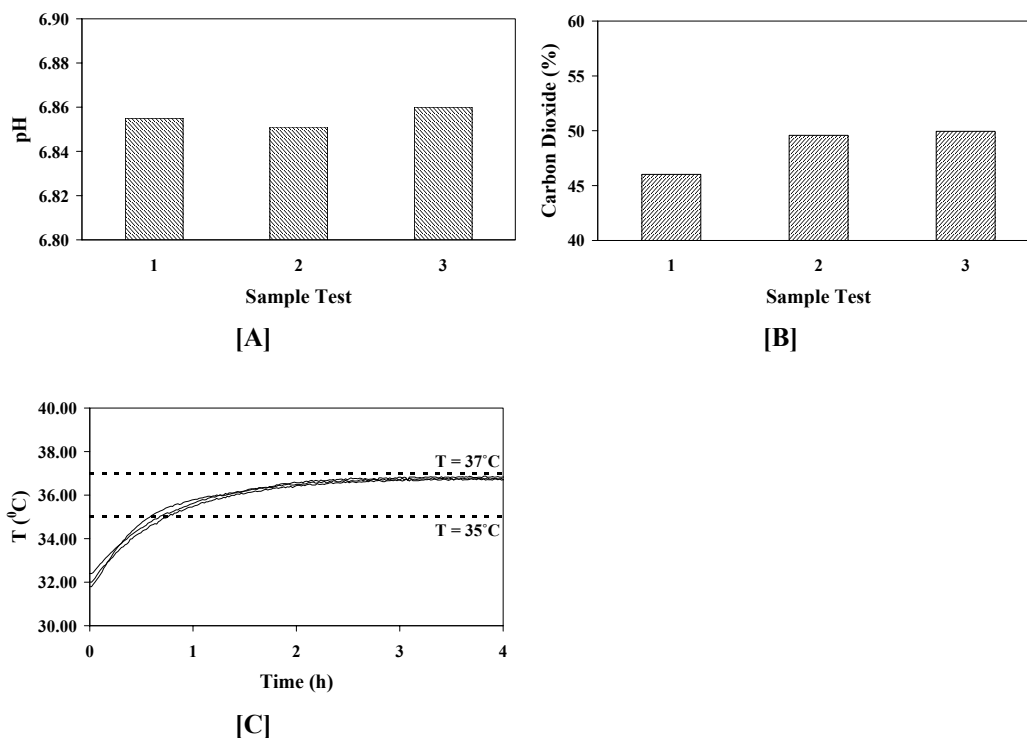 6.90
6.88
6.86
6.84
6.82
6.80
pH
1 2 3
Sample Test
[A]
60
55
50
45
40
Carbon Dioxide (%)
1 2 3
Sample Test
[B]
40.00
38.00
36.00
34.00
32.00
30.00
T (⁰C)
T = 37°C
T = 35°C
0 1 2 3 4
Time (h)
[C]